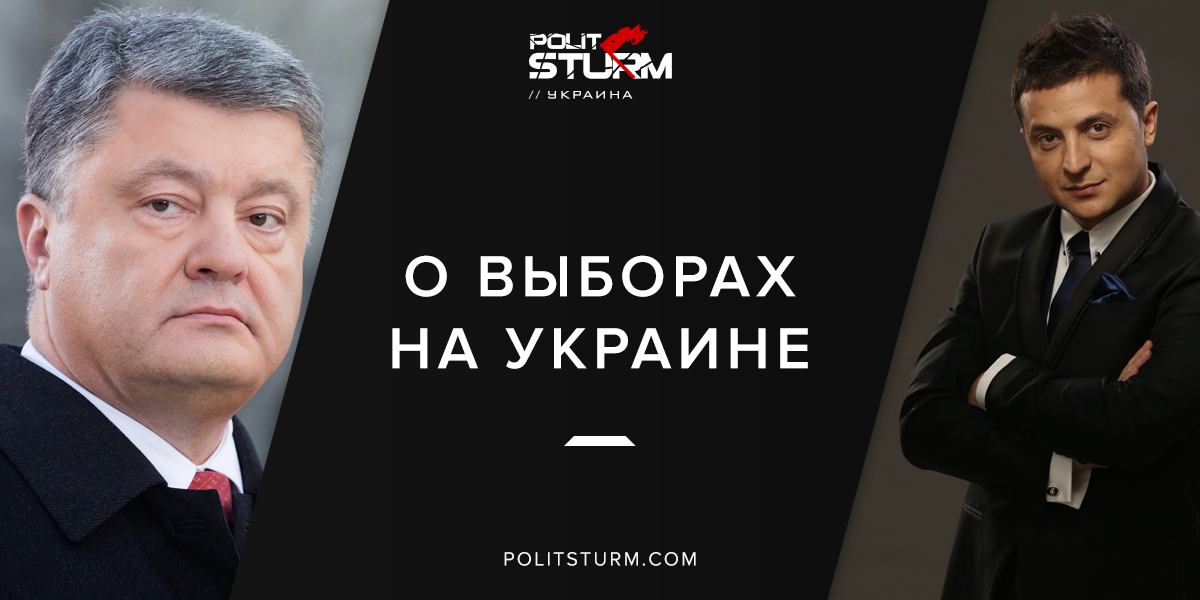 POLIT
STURM
// УКРАИНА
О ВЫБОРАХ
НА УКРАИНЕ
POLITSTURM.COM